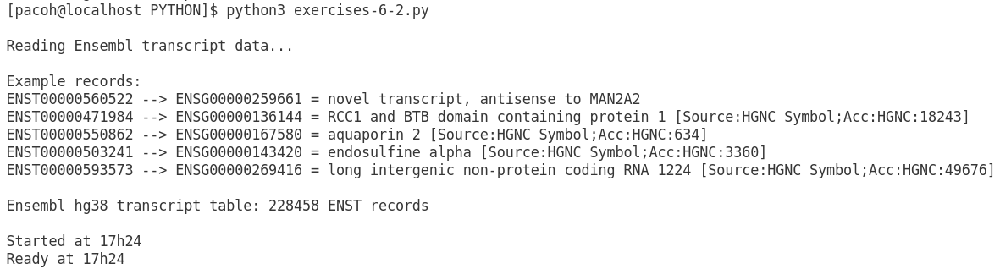 [pacoh@localhost PYTHON]$ python3 exercises-6-2.py
Reading Ensembl transcript data...
Example records:
ENST00000560522 --> ENSG00000259661 = novel transcript, antisense to MAN2A2
ENST00000471984 --> ENSG00000136144 = RCC1 and BTB domain containing protein 1 [Source:HGNC Symbol;Acc:HGNC:18243]
ENST00000550862 --> ENSG00000167580 = aquaporin 2 [Source:HGNC Symbol;Acc:HGNC:634]
ENST00000503241 --> ENSG00000143420 = endosulfine alpha [Source:HGNC Symbol;Acc:HGNC:3360]
ENST00000593573 --> ENSG00000269416 = long intergenic non-protein coding RNA 1224 [Source:HGNC Symbol;Acc:HGNC:49676]
Ensembl hg38 transcript table: 228458 ENST records
Started at 17h24
Ready at 17h24